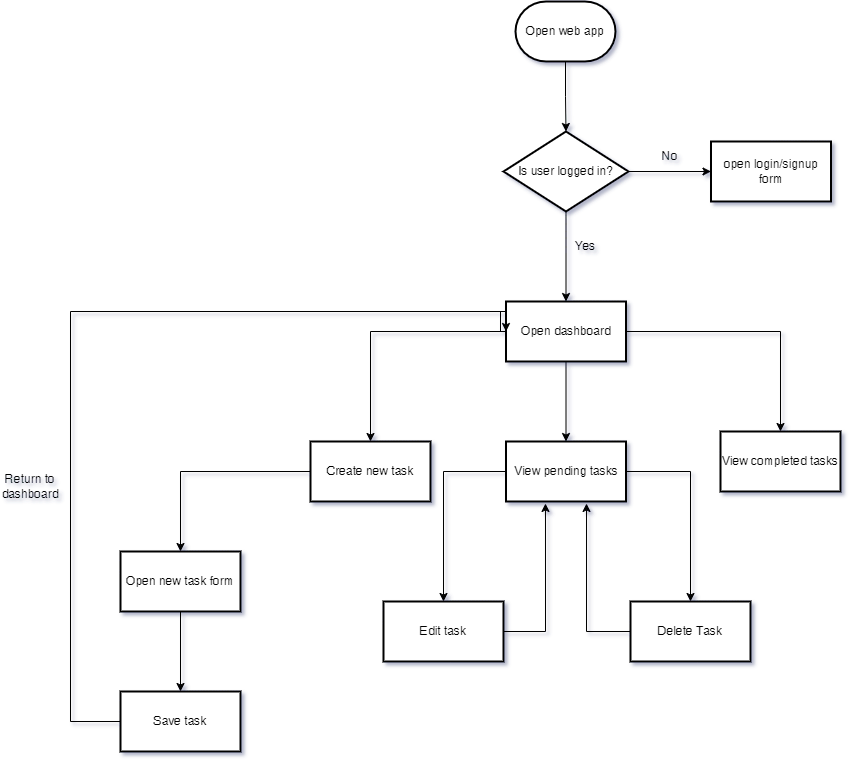 Open web app
Is user logged in?
No
open login/signup
form
Yes
Open dashboard
Create new task
View pending tasks
View completed tasks
Return to
dashboard
Open new task form
Edit task
Delete Task
Save task